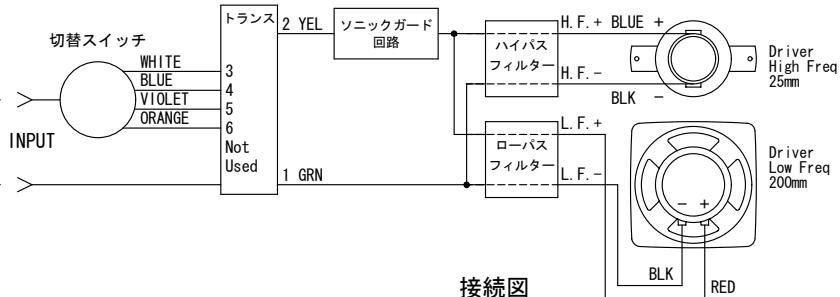 切替スイッチ
INPUT
WHITE
BLUE
VIOLET
ORANGE
トランス
3
4
5
6
Not
Used
2 YEL
1 GRN
ソニックガード
回路
ハイパス
フィルター
H.F.+ BLUE +
H.F.-
BLK -
Driver
High Freq
25mm
ローパス
フィルター
L.F.+
L.F.-
- +
Driver
Low Freq
200mm
BLK
RED
接続図